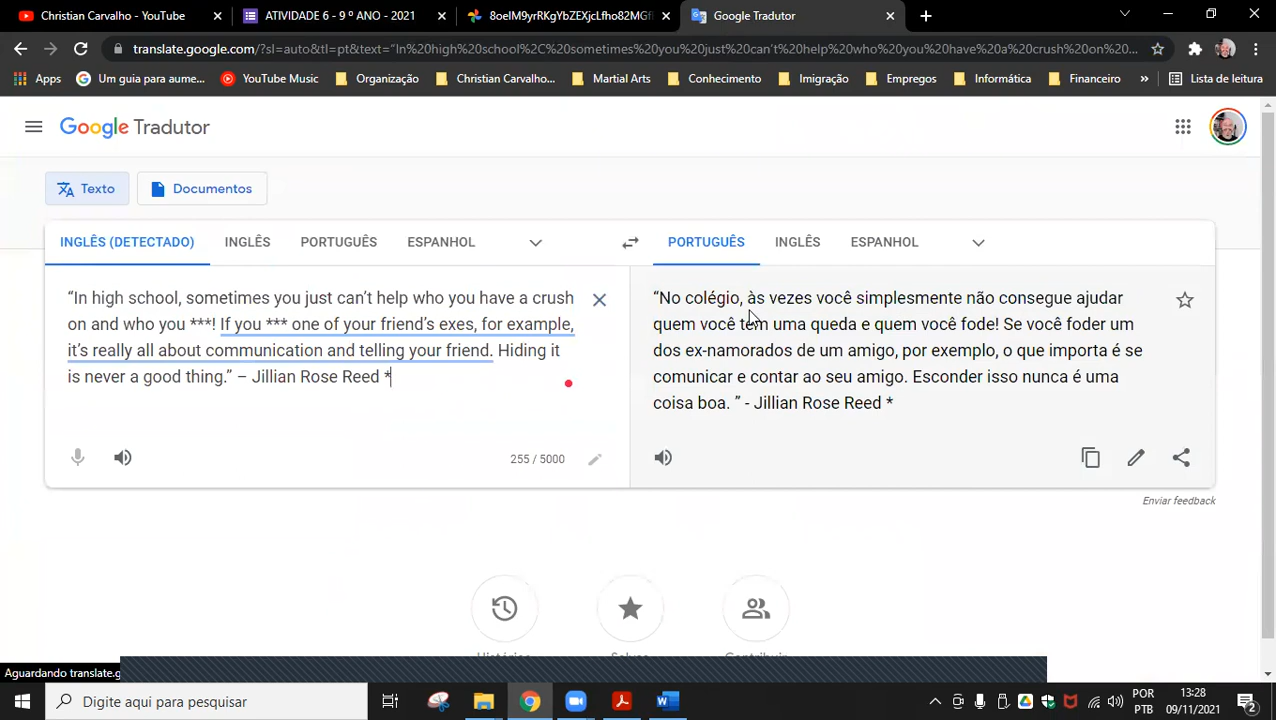 Christian Carvalho - YouTube
ATIVIDADE 6 - 9 º ANO - 2021
8oelM9yrRKgYbZEXjcLfho82MGf
Google Tradutor
translate.google.com/?sl=auto&tl=pt&text="In%20high%20school%2C%20sometimes%20you%20just%20can't%20help%20who%20you%20have%20a%20crush%20on%20...
Apps
Um guia para aume...
YouTube Music
Organização
Christian Carvalho...
Martial Arts
Conhecimento
Imigração
Empregos
Informática
Financeiro
»
Lista de leitura
Google Tradutor
Texto
Documentos
INGLÊS (DETECTADO)
INGLÊS
PORTUGUÊS
ESPANHOL
PORTUGUÊS
INGLÊS
ESPANHOL
“In high school, sometimes you just can’t help who you have a crush
on and who you ***! If you *** one of your friend’s exes, for example,
it’s really all about communication and telling your friend. Hiding it
is never a good thing.” – Jillian Rose Reed *
255 / 5000
“No colégio, às vezes você simplesmente não consegue ajudar
quem você tem uma queda e quem você fode! Se você foder um
dos ex-namorados de um amigo, por exemplo, o que importa é se
comunicar e contar ao seu amigo. Esconder isso nunca é uma
coisa boa. ” - Jillian Rose Reed *
Enviar feedback
Aguardando translate.g
Digite aqui para pesquisar
POR
PTB
13:28
09/11/2021
2